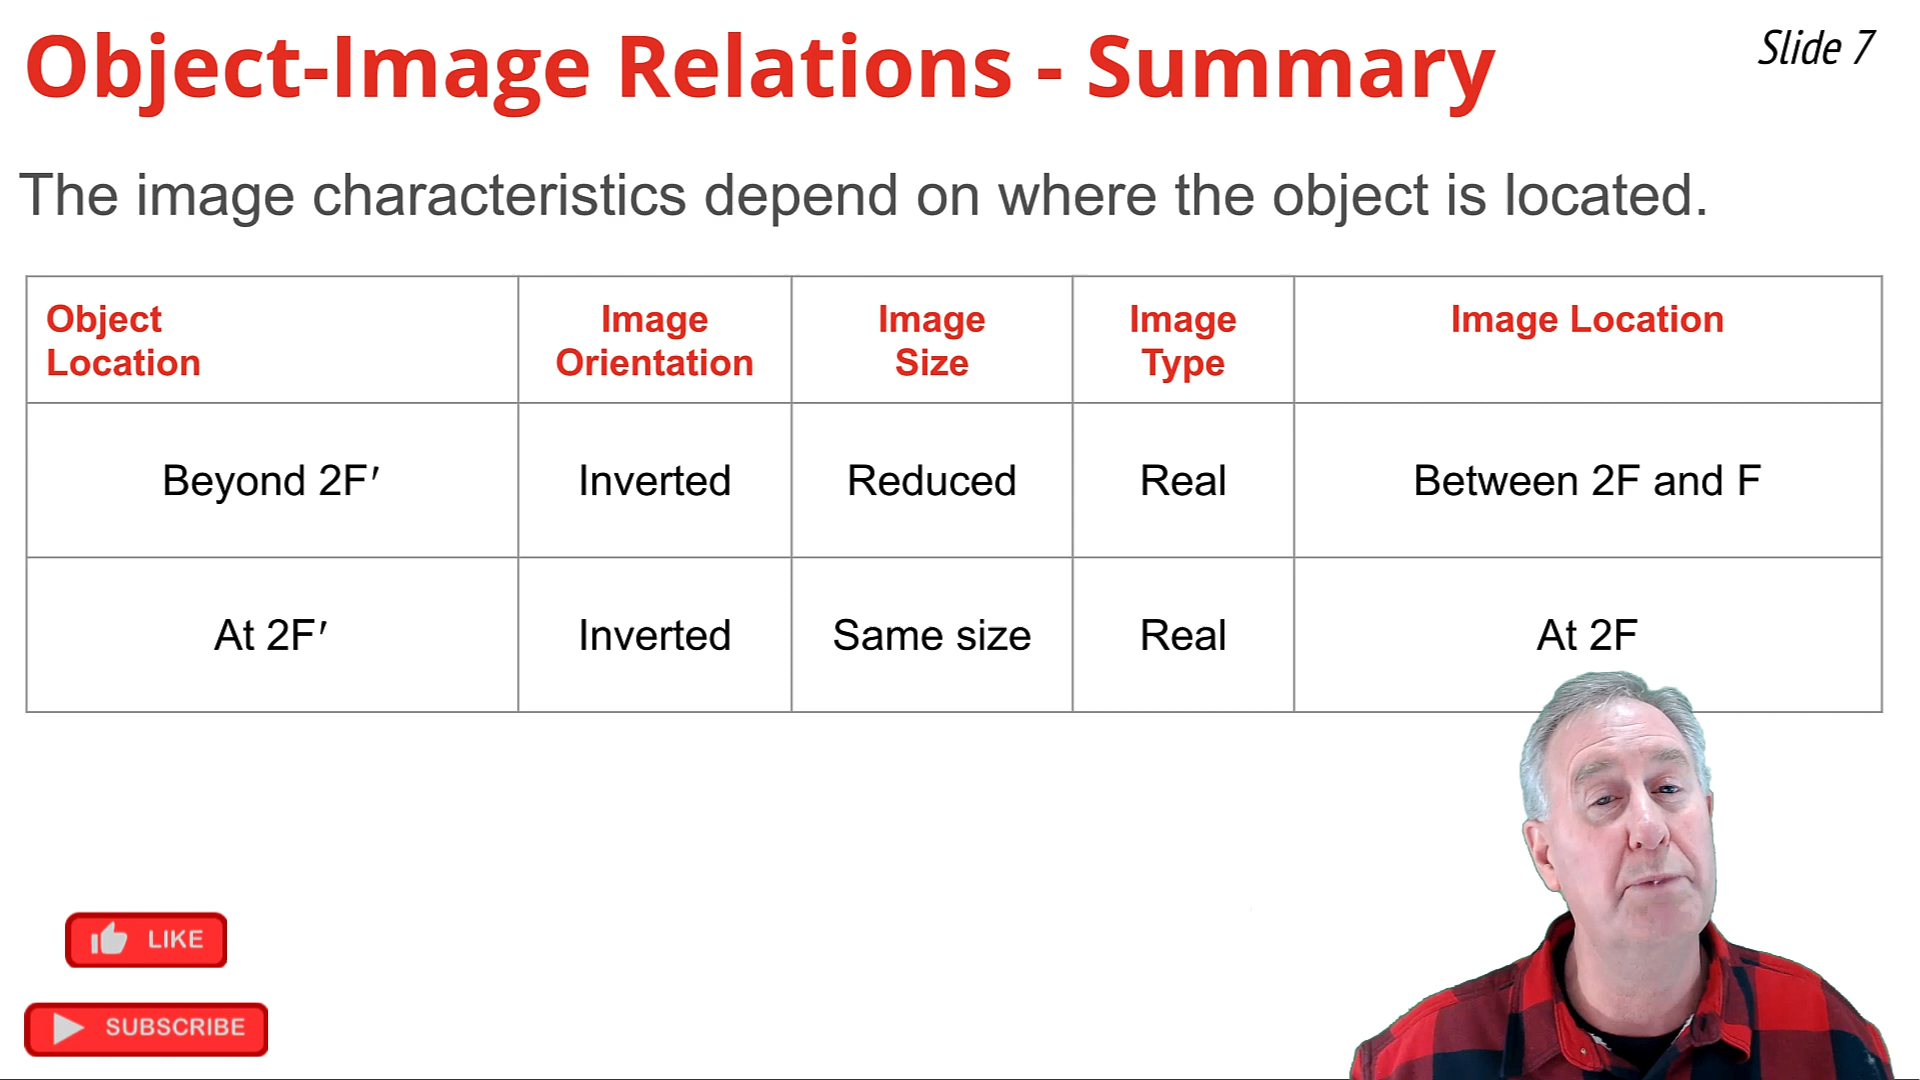 Object-Image Relations - Summary
Slide 7
The image characteristics depend on where the object is located.
Object
Location
Image
Orientation
Image
Size
Image
Type
Image Location
Beyond 2F′
Inverted
Reduced
Real
Between 2F and F
At 2F′
Inverted
Same size
Real
At 2F
LIKE
SUBSCRIBE